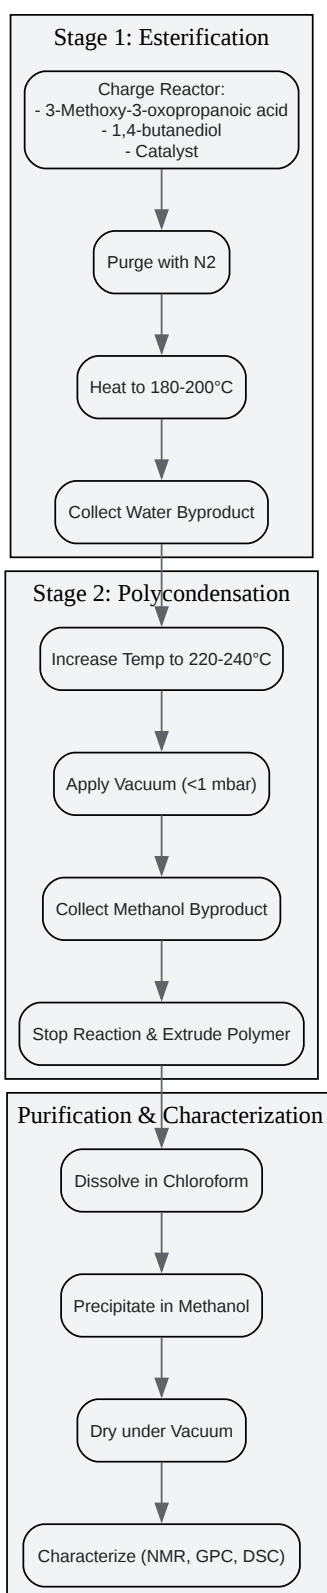 Stage 1: Esterification
Charge Reactor:
- 3-Methoxy-3-oxopropanoic acid
- 1,4-butanediol
- Catalyst
Purge with N2
Heat to 180-200°C
Collect Water Byproduct
Stage 2: Polycondensation
Increase Temp to 220-240°C
Apply Vacuum (<1 mbar)
Collect Methanol Byproduct
Stop Reaction & Extrude Polymer
Purification & Characterization
Dissolve in Chloroform
Precipitate in Methanol
Dry under Vacuum
Characterize (NMR, GPC, DSC)